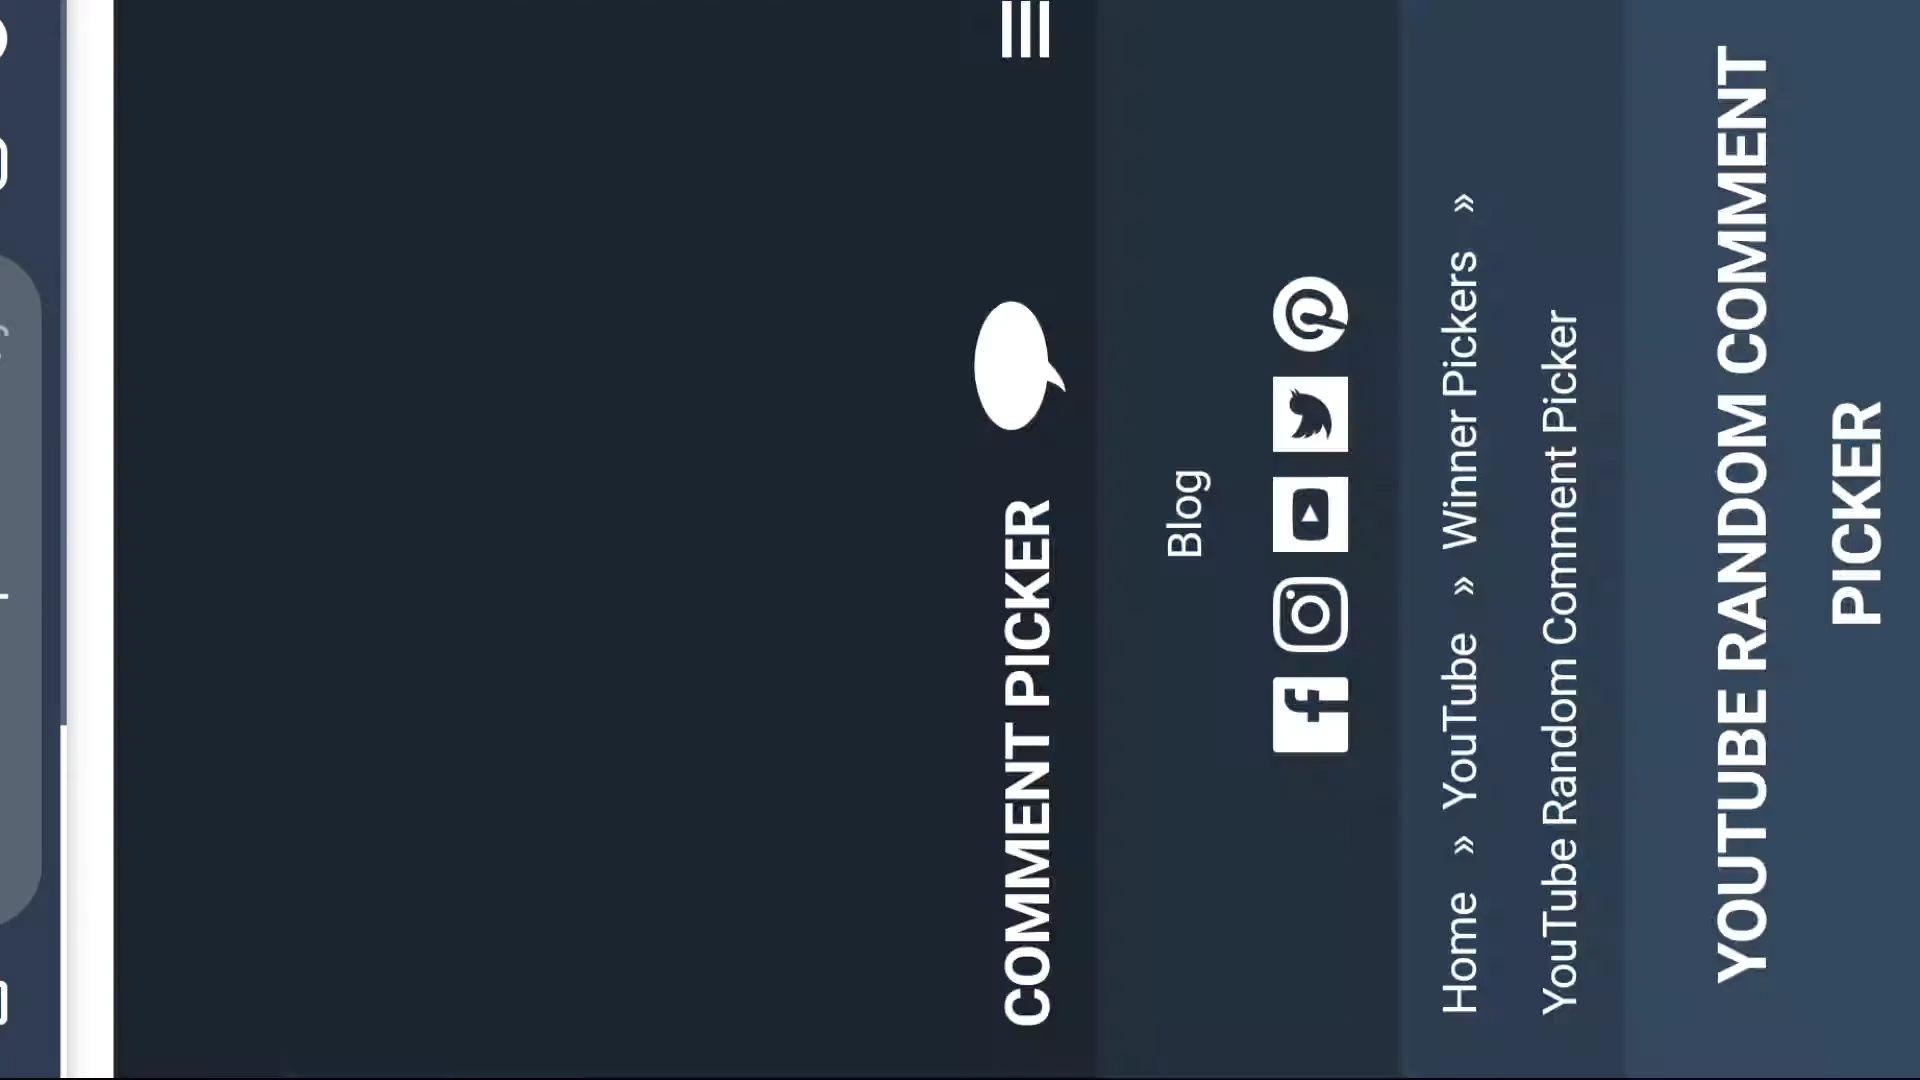 COMMENT PICKER
Blog
Home » YouTube » Winner Pickers »
YouTube Random Comment Picker
YOUTUBE RANDOM COMMENT
PICKER